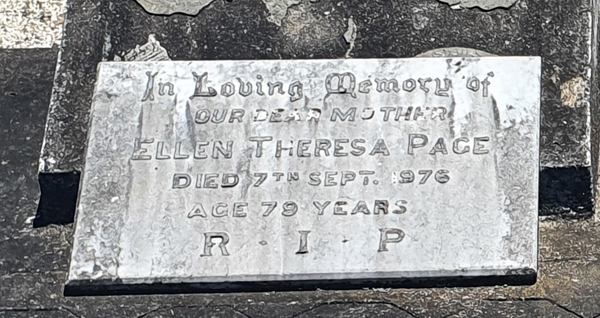 In Loving Memory of
OUR DEAR MOTHER
ELLEN THERESA PAGE
DIED 7TH SEPT. 1976
AGE 79 YEARS
R · I · P